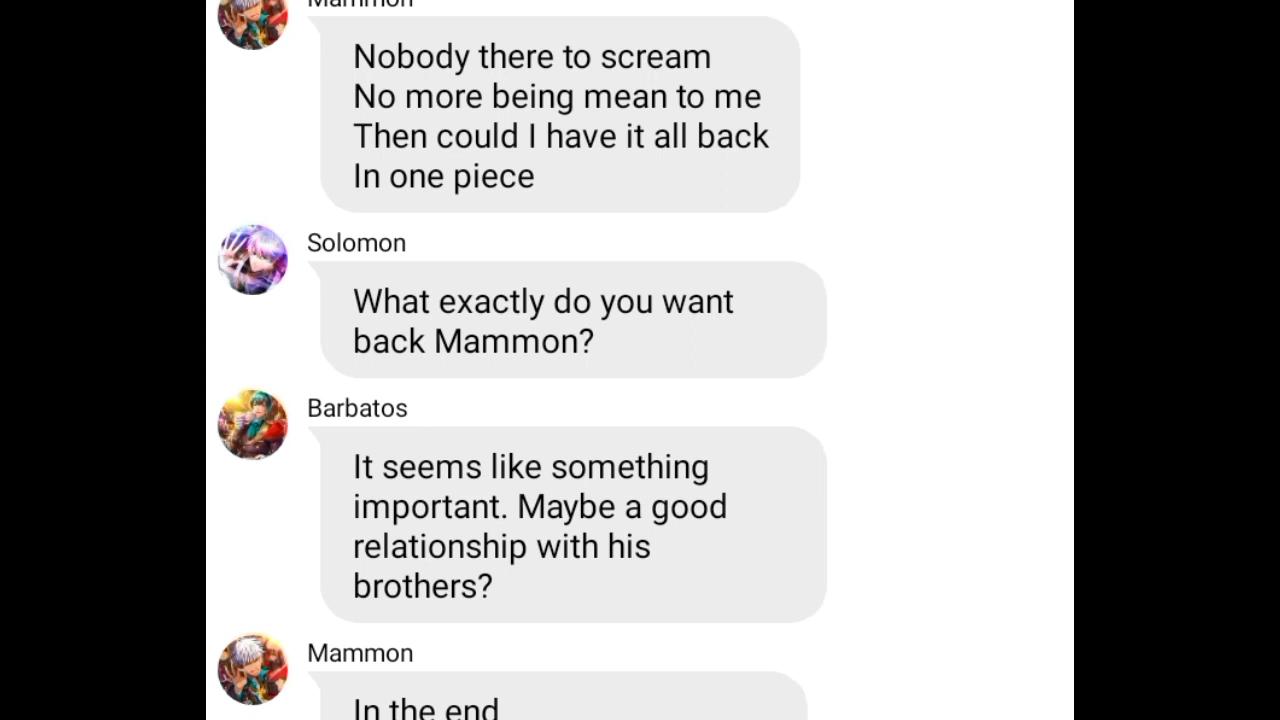 Mammon
Nobody there to scream
No more being mean to me
Then could I have it all back
In one piece
Solomon
What exactly do you want
back Mammon?
Barbatos
It seems like something
important. Maybe a good
relationship with his
brothers?
Mammon
In the end